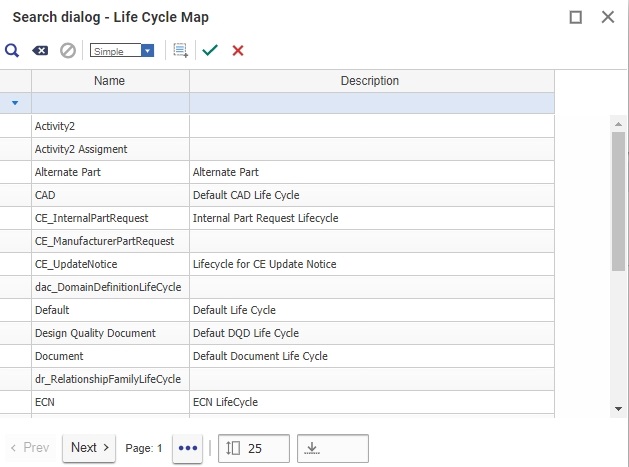 Search dialog - Life Cycle Map
Simple
Name Description
Activity2
Activity2 Assigment
Alternate Part Alternate Part
CAD Default CAD Life Cycle
CE_InternalPartRequest Internal Part Request Lifecycle
CE_ManufacturerPartRequest
CE_UpdateNotice Lifecycle for CE Update Notice
dac_DomainDefinitionLifeCycle
Default Default Life Cycle
Design Quality Document Defaut DQD Life Cycle
Document Default Document Life Cycle
dr_RelationshipFamilyLifeCycle
ECN ECN LifeCycle
< Prev Next > Page: 1 ••• 25